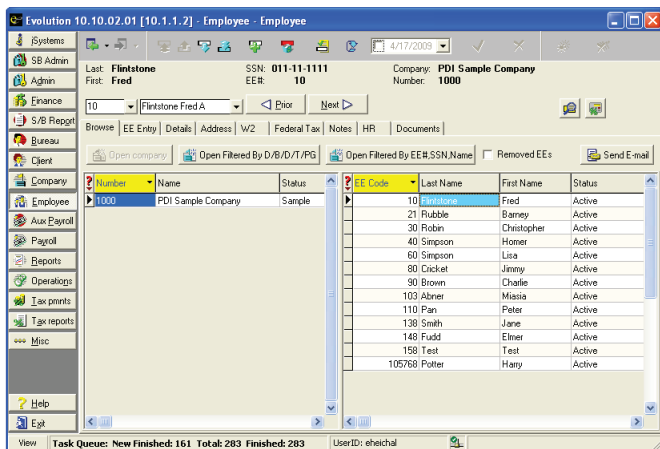 Evolution 10.10.02.01 [10.1.1.2] - Employee - Employee
jSystems
SB Admin
Admin
Finance
S/B Report
Bureau
Client
Company
Employee
Aux Payroll
Payroll
Reports
Operations
Tax pmnts
Tax reports
Misc
Help
Exit
4/17/2009
Last: Flintstone SSN: 011-11-1111 Company: PDI Sample Company
First: Fred EE#: 10 Number: 1000
10 Flintstone Fred A Prior Next
Browse EE Entry Details Address W2 Federal Tax Notes HR Documents
Open company Open Filtered By D/B/D/T/PG Open Filtered By EE#,SSN,Name Removed EEs Send E-mail
? Number Name Status
1000 PDI Sample Company Sample
? EE Code Last Name First Name Status
10 Flintstone Fred Active
21 Rubble Barney Active
30 Robin Christopher Active
40 Simpson Homer Active
60 Simpson Lisa Active
80 Cricket Jimmy Active
90 Brown Charlie Active
103 Abner Miasia Active
110 Pan Peter Active
138 Smith Jane Active
148 Fudd Elmer Active
158 Test Test Active
105768 Potter Harry Active
View Task Queue: New Finished: 161 Total: 283 Finished: 283 UserID: eheichal